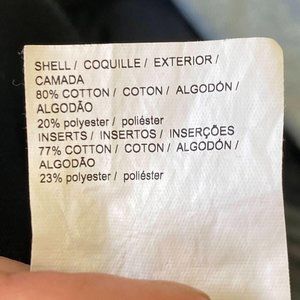 SHELL / COQUILLE / EXTERIOR /
CAMADA
80% COTTON / COTON / ALGODÓN /
ALGODÃO
20% polyester / poliéster
INSERTS / INSERTOS / INSERÇÕES
77% COTTON / COTON / ALGODÓN /
ALGODÃO
23% polyester / poliéster